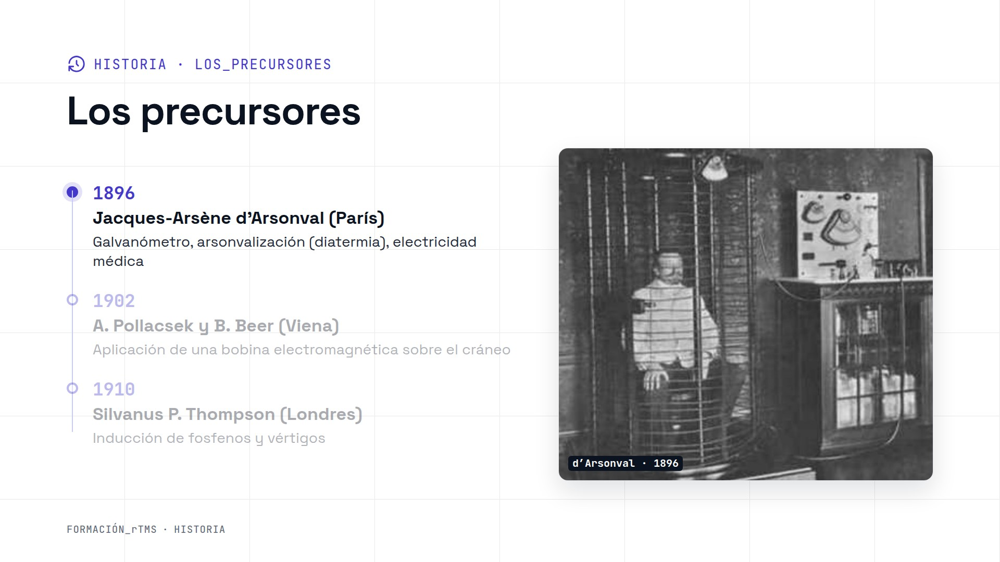 HISTORIA · LOS_PRECURSORES
Los precursores
1896
Jacques-Arsène d’Arsonval (París)
Galvanómetro, arsonvalización (diatermia), electricidad
médica
1902
A. Pollacsek y B. Beer (Viena)
Aplicación de una bobina electromagnética sobre el cráneo
1910
Silvanus P. Thompson (Londres)
Inducción de fosfenos y vértigos
d’Arsonval · 1896
FORMACIÓN_rTMS · HISTORIA